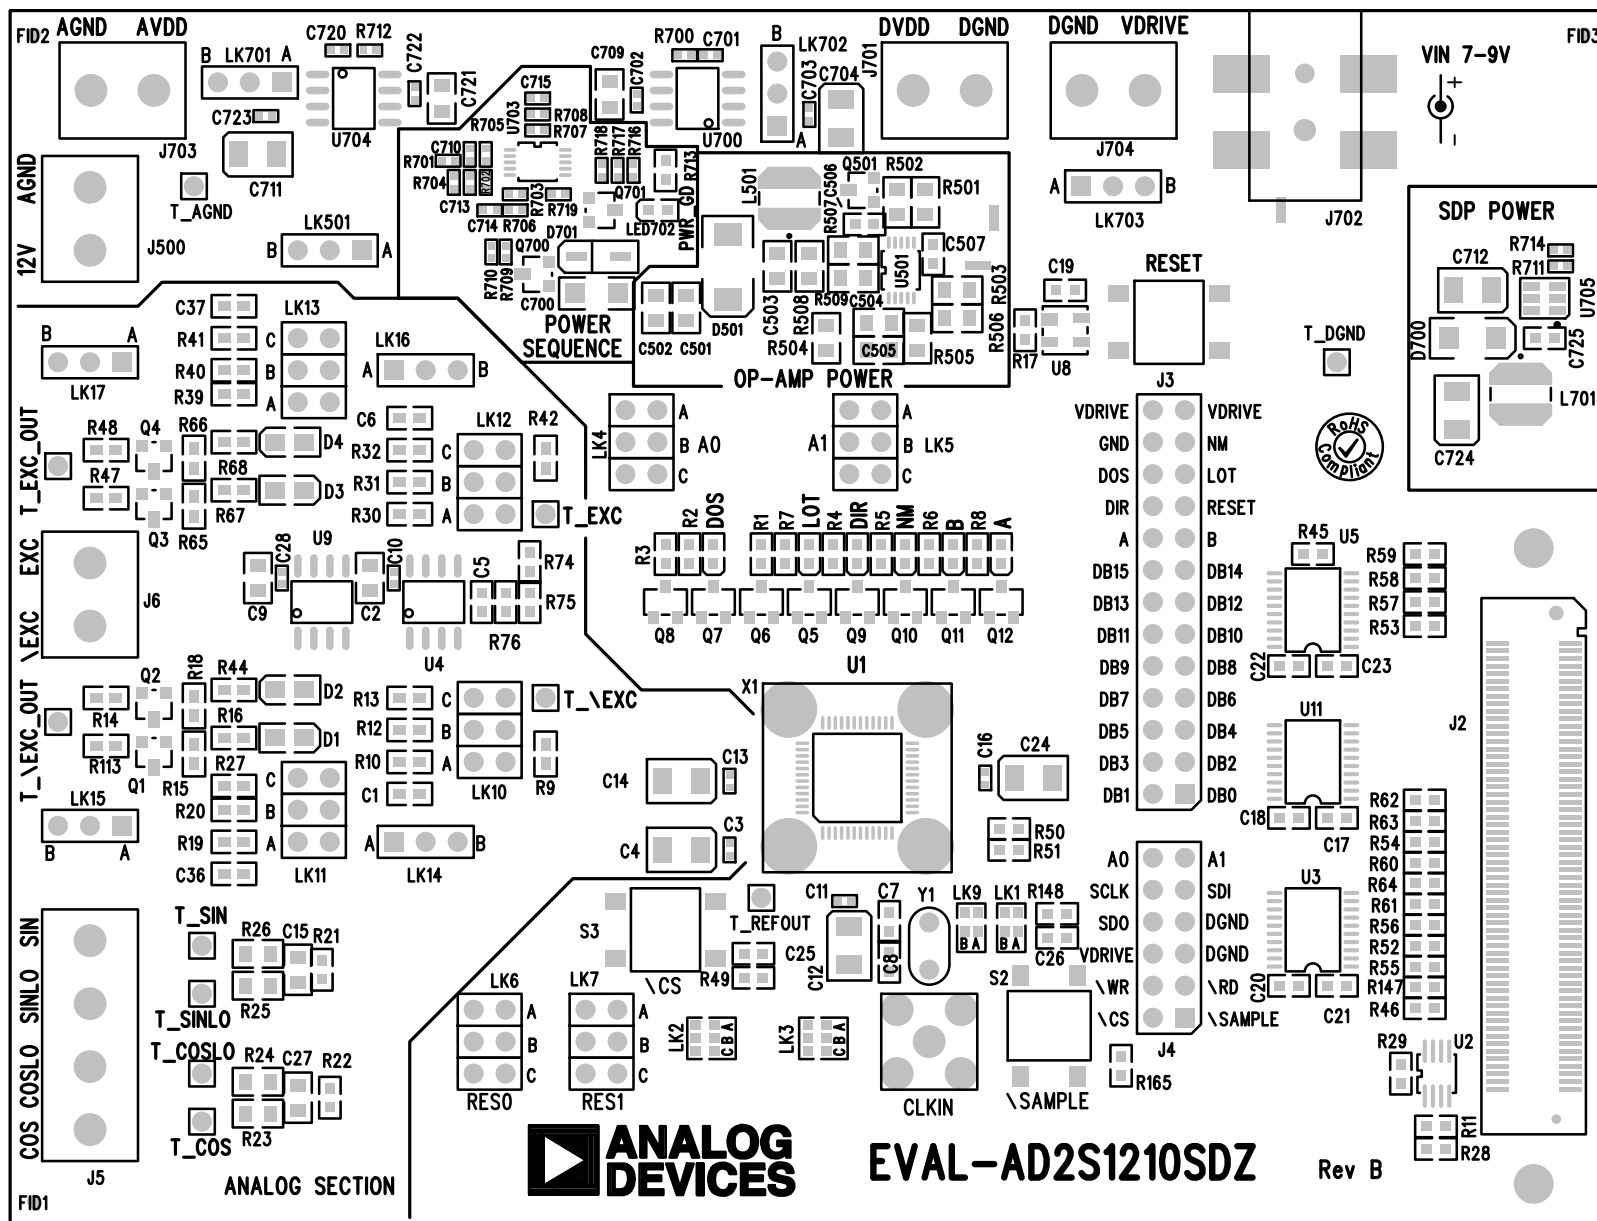 FID2 AGND AVDD
B LK701 A
C720 R712 C722
C721
C723
U704
J703
C711
AGND
12V
T_AGND
J500
LK501
B A
C709
C715
U703
R708
R707
R705
C710
R701
R704
R702
C713
C714 R706
R703
R719
R718
R717
R716
R713
Q701
LED702
PWR_GD
D701
Q700
R710
R709
C700
POWER
SEQUENCE
R700 C701
C702
U700
B LK702
A
C703
C704
J701
DVDD DGND
DGND VDRIVE
J704
A B
LK703
J702
FID3
VIN 7-9V
+
-
L501
C506
Q501 R502
R501
R507
C507
U501
R503
C503
R508
R509 C504
D501
C502 C501
R504
C505
R505
R506
OP-AMP POWER
C19
R17
U8
RESET
J3
T_DGND
RoHS
Compliant
SDP POWER
C712
R714
R711
U705
D700
C725
L701
C724
C37
R41
R40
R39
LK13
C
B
A
B A
LK17
LK16
A B
T_EXC_OUT
R48 Q4 R66
R47
Q3 R65
R68
R67
D4
D3
C6
R32
R31
R30
LK12
C
B
A
R42
T_EXC
LK4
A
B A0
C
A1
A
B LK5
C
EXC
\EXC
J6
C9
C28
U9
C2
C10
U4
C5
R76
R74
R75
R3
R2
DOS
R1
R7
LOT
R4
DIR
R5
NM
R6
B
R8
A
Q8 Q7 Q6 Q5 Q9 Q10 Q11 Q12
VDRIVE VDRIVE
GND NM
DOS LOT
DIR RESET
A B
DB15 DB14
DB13 DB12
DB11 DB10
DB9 DB8
DB7 DB6
DB5 DB4
DB3 DB2
DB1 DB0
R45 U5
C22 C23
R59
R58
R57
R53
U11
C18 C17
J2
T_\EXC_OUT
Q2 R18
R14
R113
Q1 R15
R44
R16
R27
D2
D1
R20
R19
C36
LK15
B A
C
B
A
LK11
R13
R12
R10
C1
C
B
A
LK10
R9
T_\EXC
A B
LK14
U1
X1
C14 C13
C4 C3
C16 C24
R50
R51
R62
R63
R54
R60
R64
R61
R56
R52
R55
R147
R46
A0 A1
SCLK SDI
SDO DGND
VDRIVE DGND
\WR \RD
\CS \SAMPLE
J4
U3
C20 C21
SIN
SINLO
COSLO
COS
J5
T_SIN
T_SINLO
T_COSLO
T_COS
R26 C15 R21
R25
R24 C27 R22
R23
S3
\CS
T_REFOUT
R49
C25
C11
C12
C7
C8
Y1
LK9
B A
LK1
B A
R148
C26
S2
\SAMPLE
R165
LK6
A
B
C
RES0
LK7
A
B
C
RES1
LK2
C B A
LK3
C B A
CLKIN
R29
U2
R11
R28
ANALOG
DEVICES
EVAL-AD2S1210SDZ
Rev B
ANALOG SECTION
FID1